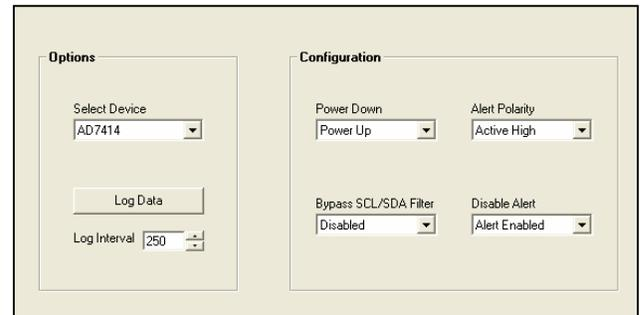 Options
Select Device
AD7414
Log Data
Log Interval 250
Configuration
Power Down Alert Polarity
Power Up Active High
Bypass SCL/SDA Filter Disable Alert
Disabled Alert Enabled